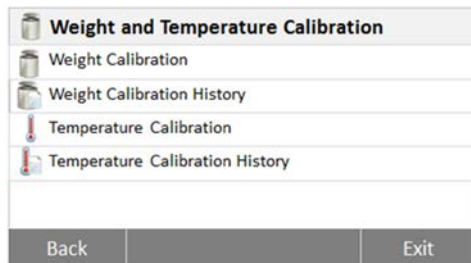 Weight and Temperature Calibration
Weight Calibration
Weight Calibration History
Temperature Calibration
Temperature Calibration History
Back Exit